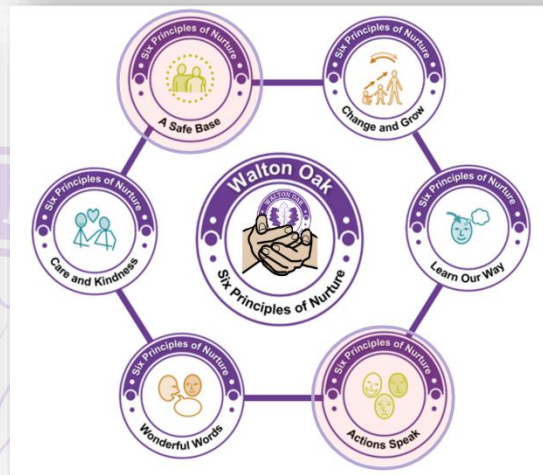 Six Principles of Nurture
A Safe Base
Six Principles of Nurture
Change and Grow
Six Principles of Nurture
Care and Kindness
Walton Oak
WALTON OAK
Six Principles of Nurture
Six Principles of Nurture
Learn Our Way
Six Principles of Nurture
Wonderful Words
Six Principles of Nurture
Actions Speak